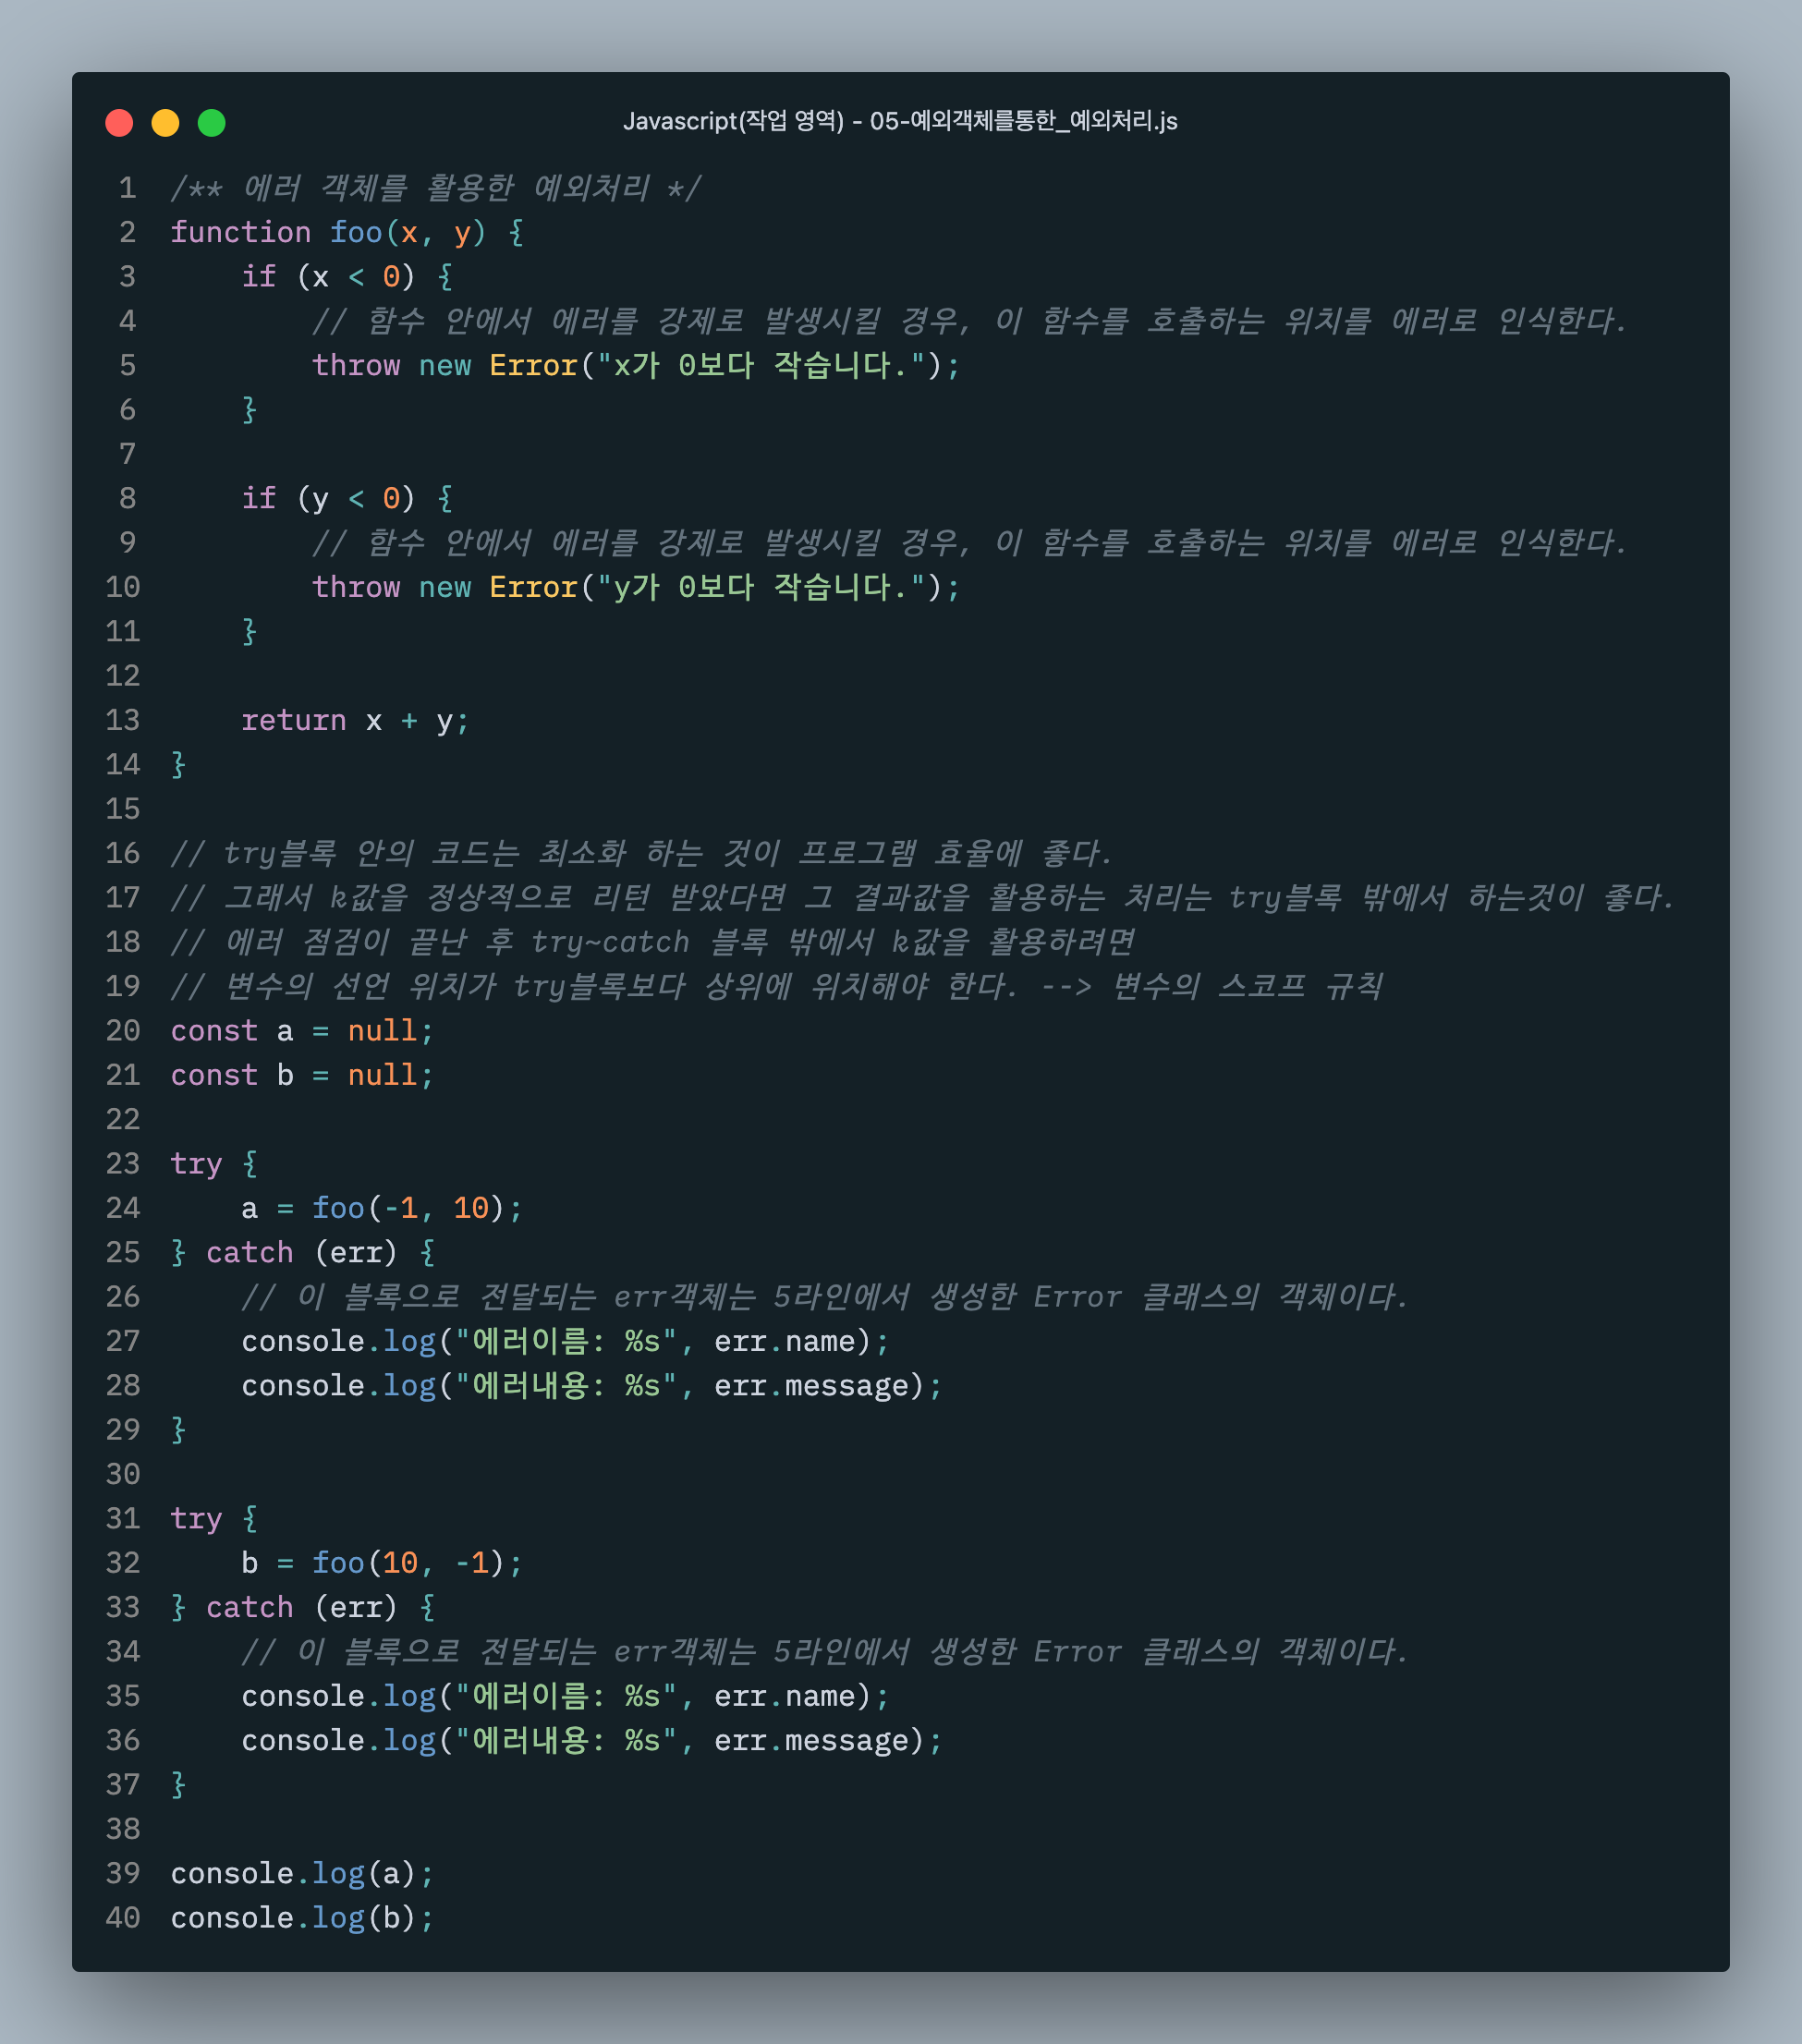 Javascript(작업 영역) - 05-예외객체를통한_예외처리.js
1 /** 에러 객체를 활용한 예외처리 */
2 function foo(x, y) {
3     if (x < 0) {
4         // 함수 안에서 에러를 강제로 발생시킬 경우, 이 함수를 호출하는 위치를 에러로 인식한다.
5         throw new Error("x가 0보다 작습니다.");
6     }
7
8     if (y < 0) {
9         // 함수 안에서 에러를 강제로 발생시킬 경우, 이 함수를 호출하는 위치를 에러로 인식한다.
10         throw new Error("y가 0보다 작습니다.");
11     }
12
13     return x + y;
14 }
15
16 // try블록 안의 코드는 최소화 하는 것이 프로그램 효율에 좋다.
17 // 그래서 k값을 정상적으로 리턴 받았다면 그 결과값을 활용하는 처리는 try블록 밖에서 하는것이 좋다.
18 // 에러 점검이 끝난 후 try~catch 블록 밖에서 k값을 활용하려면
19 // 변수의 선언 위치가 try블록보다 상위에 위치해야 한다. --> 변수의 스코프 규칙
20 const a = null;
21 const b = null;
22
23 try {
24     a = foo(-1, 10);
25 } catch (err) {
26     // 이 블록으로 전달되는 err객체는 5라인에서 생성한 Error 클래스의 객체이다.
27     console.log("에러이름: %s", err.name);
28     console.log("에러내용: %s", err.message);
29 }
30
31 try {
32     b = foo(10, -1);
33 } catch (err) {
34     // 이 블록으로 전달되는 err객체는 5라인에서 생성한 Error 클래스의 객체이다.
35     console.log("에러이름: %s", err.name);
36     console.log("에러내용: %s", err.message);
37 }
38
39 console.log(a);
40 console.log(b);